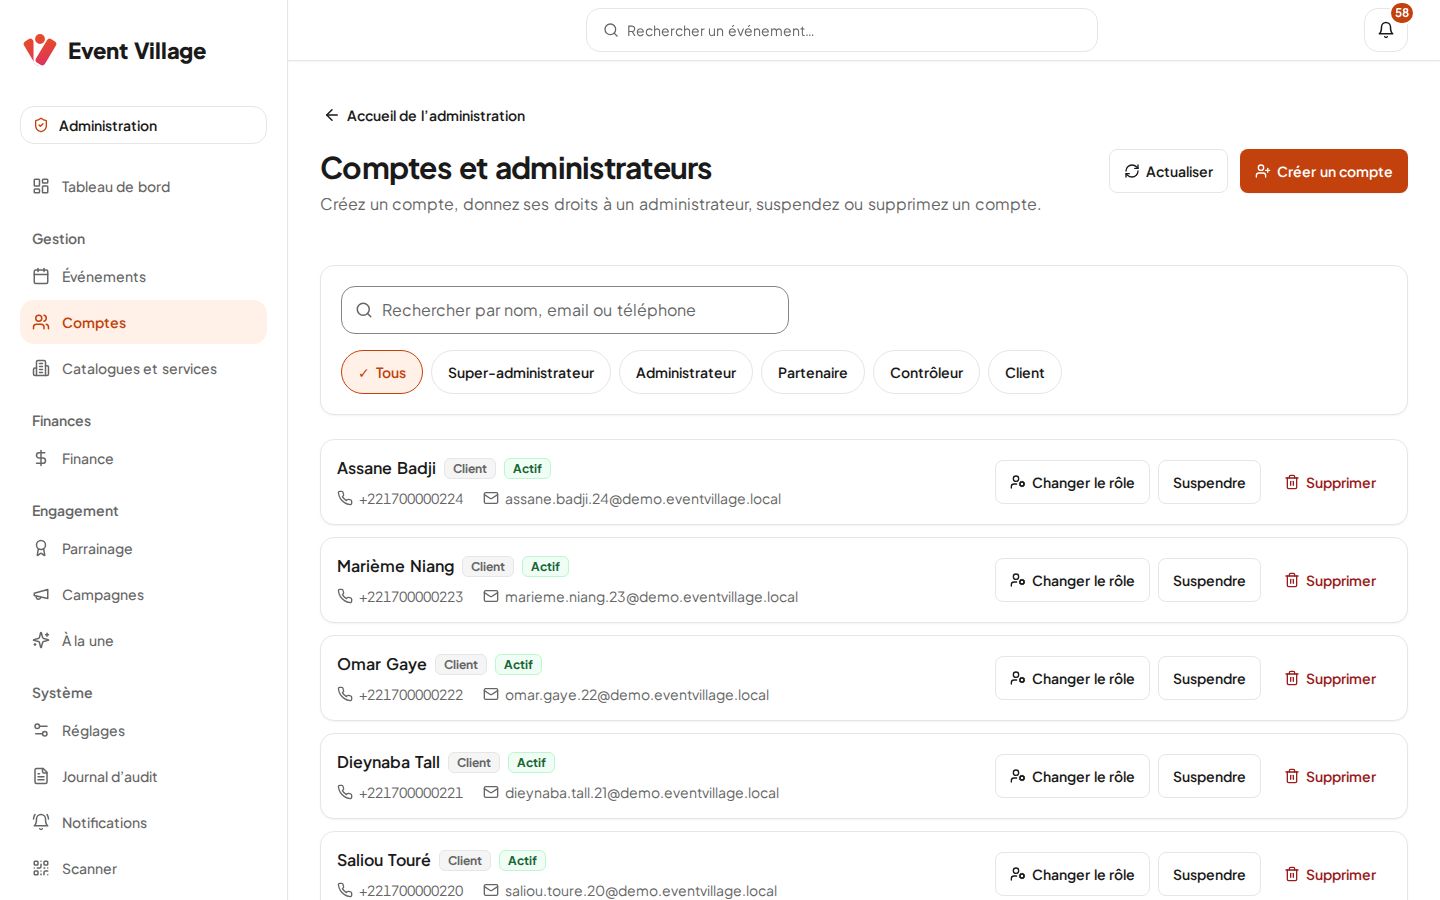 Event Village
Rechercher un événement...
58
Administration
Tableau de bord
Gestion
Événements
Comptes
Catalogues et services
Finances
Finance
Engagement
Parrainage
Campagnes
À la une
Système
Réglages
Journal d’audit
Notifications
Scanner
Accueil de l’administration
Comptes et administrateurs
Créez un compte, donnez ses droits à un administrateur, suspendez ou supprimez un compte.
Actualiser
Créer un compte
Rechercher par nom, email ou téléphone
✓ Tous Super-administrateur Administrateur Partenaire Contrôleur Client
Assane Badji Client Actif
+221700000224 assane.badji.24@demo.eventvillage.local
Changer le rôle Suspendre Supprimer
Marième Niang Client Actif
+221700000223 marieme.niang.23@demo.eventvillage.local
Changer le rôle Suspendre Supprimer
Omar Gaye Client Actif
+221700000222 omar.gaye.22@demo.eventvillage.local
Changer le rôle Suspendre Supprimer
Dieynaba Tall Client Actif
+221700000221 dieynaba.tall.21@demo.eventvillage.local
Changer le rôle Suspendre Supprimer
Saliou Touré Client Actif
+221700000220 saliou.toure.20@demo.eventvillage.local
Changer le rôle Suspendre Supprimer